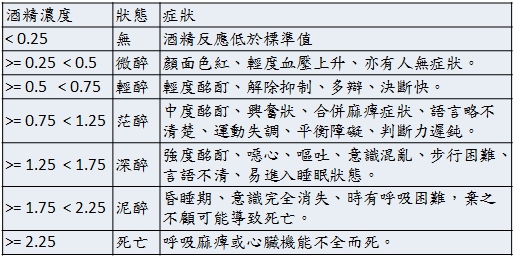 酒精濃度 狀態 症狀
< 0.25 無 酒精反應低於標準值
>= 0.25 < 0.5 微醉 顏面色紅、輕度血壓上升、亦有人無症狀。
>= 0.5 < 0.75 輕醉 輕度酩酊、解除抑制、多辯、決斷快。
>= 0.75 < 1.25 茫醉 中度酩酊、興奮狀、合併麻痺症狀、語言略不
清楚、運動失調、平衡障礙、判斷力遲鈍。
>= 1.25 < 1.75 深醉 強度酩酊、噁心、嘔吐、意識混亂、步行困難、
言語不清、易進入睡眠狀態。
>= 1.75 < 2.25 泥醉 昏睡期、意識完全消失、時有呼吸困難，棄之
不顧可能導致死亡。
>= 2.25 死亡 呼吸麻痺或心臟機能不全而死。